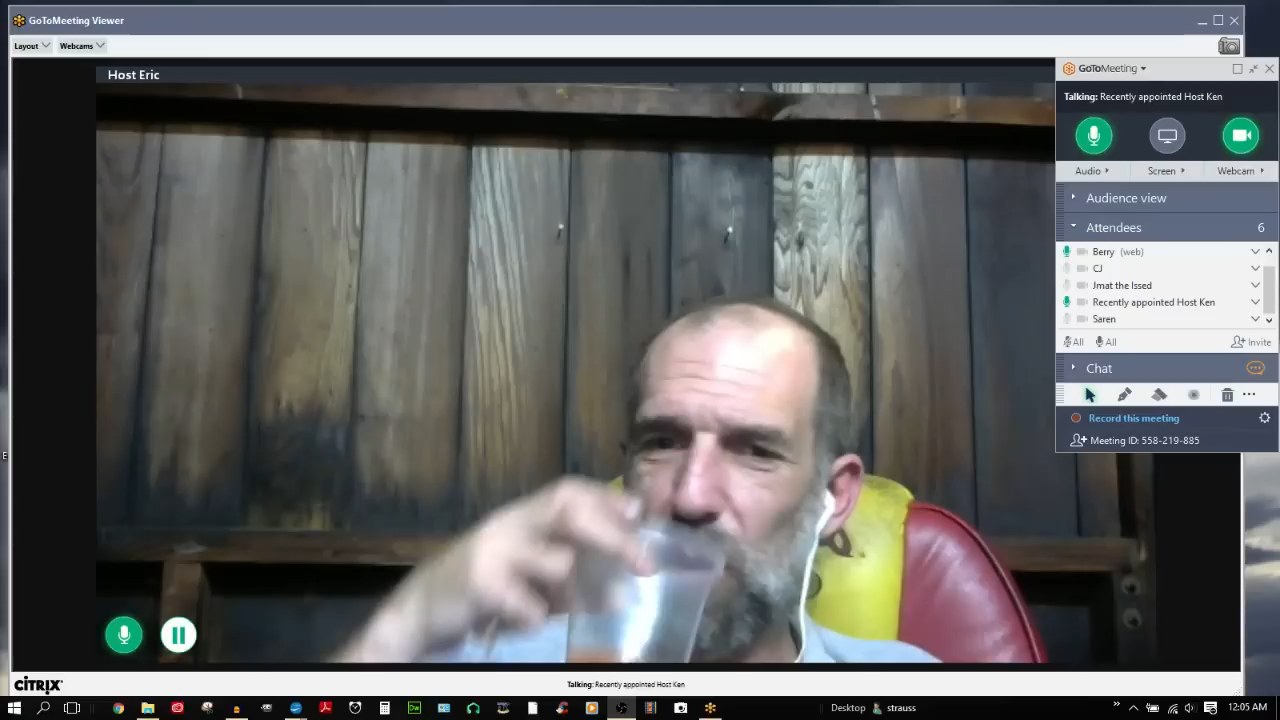 GoToMeeting Viewer
Layout
Webcams
Host Eric
GoToMeeting
Talking: Recently appointed Host Ken
Audio
Screen
Webcam
Audience view
Attendees 6
Berry (web)
CJ
Jmat the Issed
Recently appointed Host Ken
Saren
All All Invite
Chat
Record this meeting
Meeting ID: 558-219-885
E
CITRIX
Talking: Recently appointed Host Ken
Dw
Desktop
strauss
12:05 AM